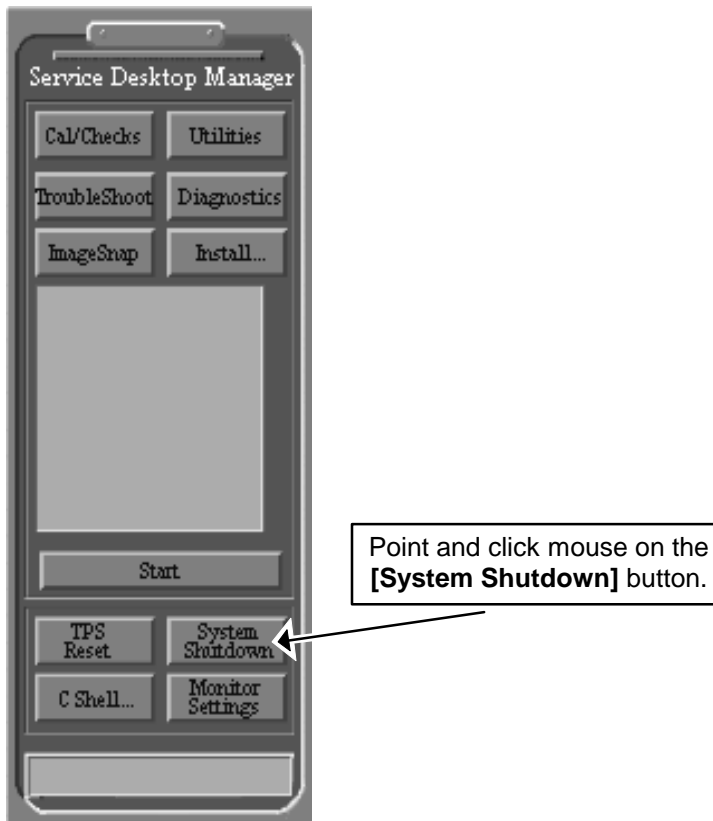 Service Desktop Manager
Cal/Checks Utilities
TroubleShoot Diagnostics
ImageSnap Install...
Start
Point and click mouse on the
[System Shutdown] button.
TPS
Reset
System
Shutdown
C Shell...
Monitor
Settings